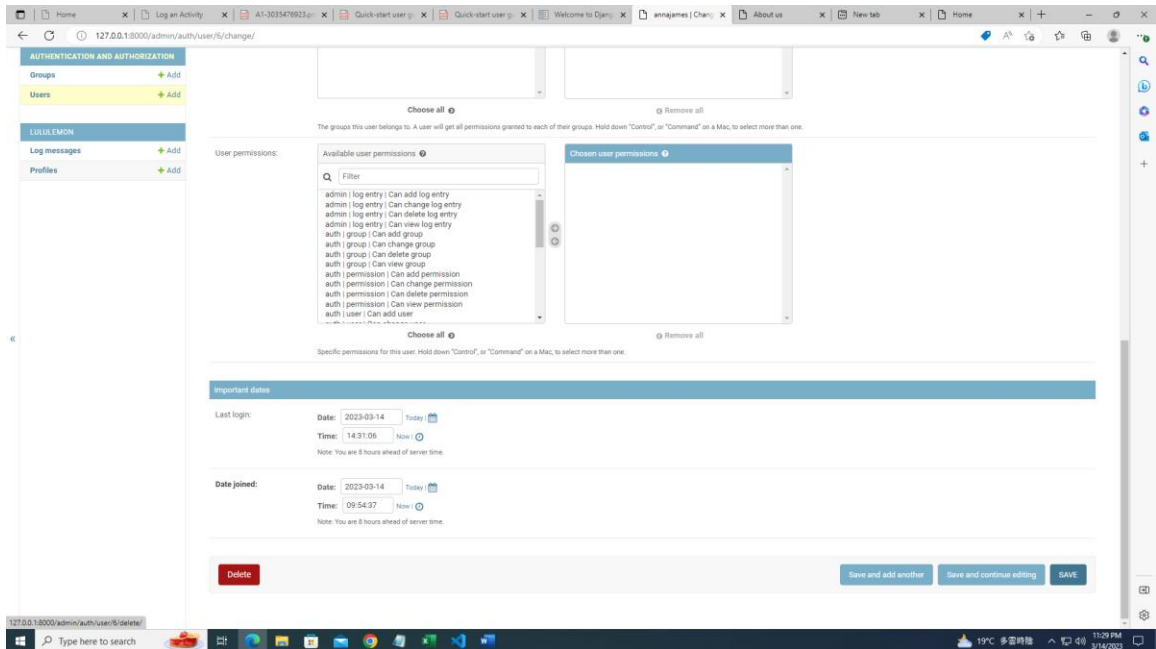 Home
Log an Activity
A1-3035476923.p
Quick-start user g
Quick-start user g
Welcome to Djang
annajames | Chang
About us
New tab
Home
127.0.0.1:8000/admin/auth/user/6/change/
AUTHENTICATION AND AUTHORIZATION
Groups + Add
Users + Add
LULULEMON
Log messages + Add
Profiles + Add
Choose all
Remove all
The groups this user belongs to. A user will get all permissions granted to each of their groups. Hold down "Control", or "Command" on a Mac, to select more than one.
User permissions:
Available user permissions
Filter
admin | log entry | Can add log entry
admin | log entry | Can change log entry
admin | log entry | Can delete log entry
admin | log entry | Can view log entry
auth | group | Can add group
auth | group | Can change group
auth | group | Can delete group
auth | group | Can view group
auth | permission | Can add permission
auth | permission | Can change permission
auth | permission | Can delete permission
auth | permission | Can view permission
auth | user | Can add user
Chosen user permissions
Choose all
Remove all
Specific permissions for this user. Hold down "Control", or "Command" on a Mac, to select more than one.
Important dates
Last login:
Date: 2023-03-14 Today |
Time: 14:31:06 Now |
Note: You are 8 hours ahead of server time.
Date joined:
Date: 2023-03-14 Today |
Time: 09:54:37 Now |
Note: You are 8 hours ahead of server time.
Delete
Save and add another
Save and continue editing
SAVE
127.0.0.1:8000/admin/auth/user/6/delete/
Type here to search
19°C 多雲時陰
11:29 PM
3/14/2023